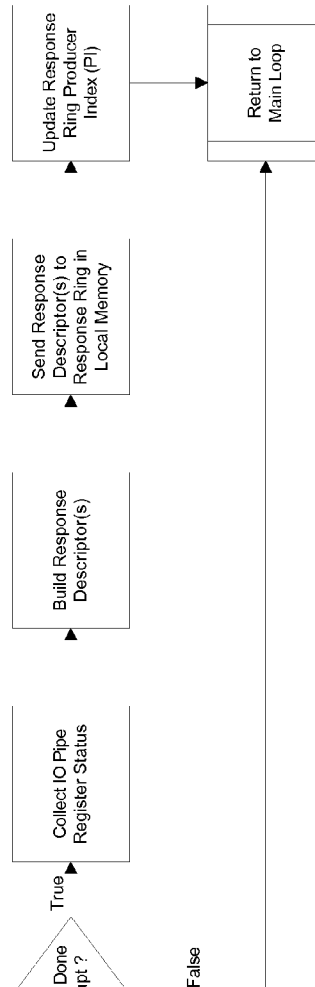 Done
upt ?
True
False
Collect IO Pipe
Register Status
Build Response
Descriptor(s)
Send Response
Descriptor(s) to
Response Ring in
Local Memory
Update Response
Ring Producer
Index (PI)
Return to
Main Loop